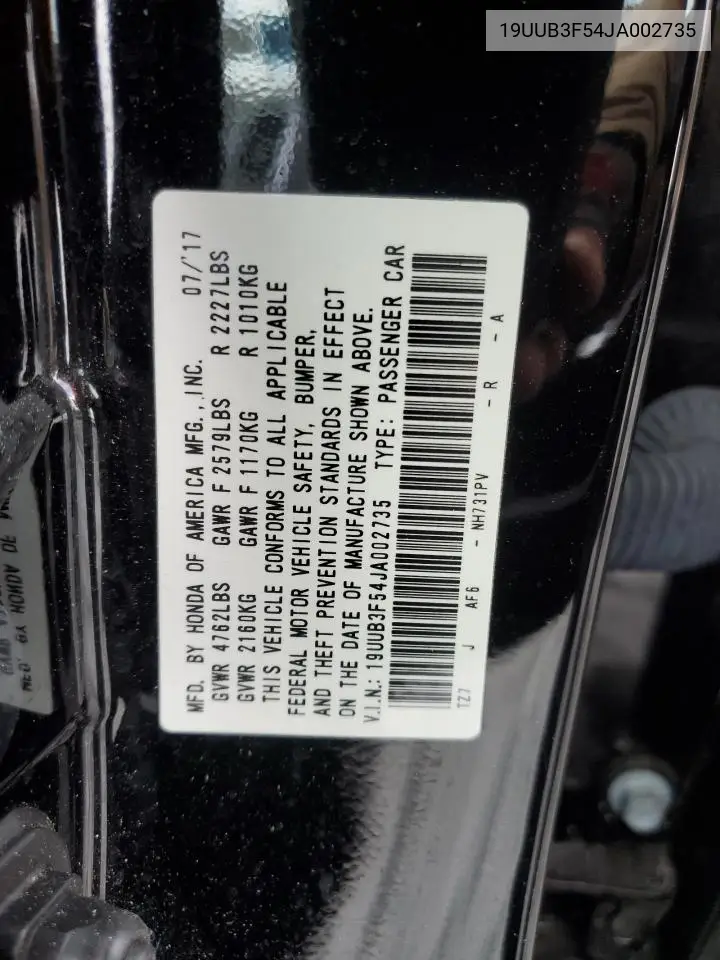 19UUB3F54JA002735
MFD. BY HONDA OF AMERICA MFG.,INC. 07/'17
GVWR 4762LBS GAWR F 2579LBS R 2227LBS
GVWR 2160KG GAWR F 1170KG R 1010KG
THIS VEHICLE CONFORMS TO ALL APPLICABLE
FEDERAL MOTOR VEHICLE SAFETY, BUMPER,
AND THEFT PREVENTION STANDARDS IN EFFECT
ON THE DATE OF MANUFACTURE SHOWN ABOVE.
V.I.N.: 19UUB3F54JA002735 TYPE: PASSENGER CAR
TZ7 J AF6 - NH731PV - R - A